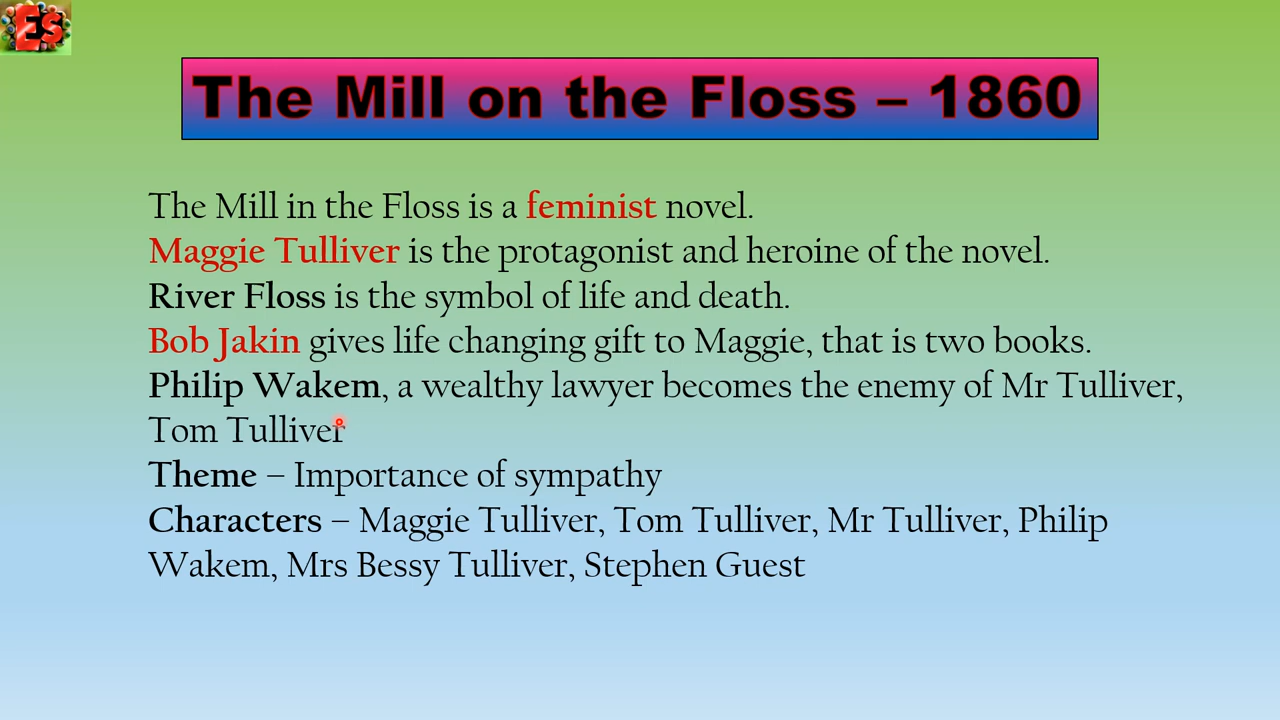 ES
The Mill on the Floss – 1860
The Mill in the Floss is a feminist novel.
Maggie Tulliver is the protagonist and heroine of the novel.
River Floss is the symbol of life and death.
Bob Jakin gives life changing gift to Maggie, that is two books.
Philip Wakem, a wealthy lawyer becomes the enemy of Mr Tulliver,
Tom Tulliver
Theme – Importance of sympathy
Characters – Maggie Tulliver, Tom Tulliver, Mr Tulliver, Philip
Wakem, Mrs Bessy Tulliver, Stephen Guest